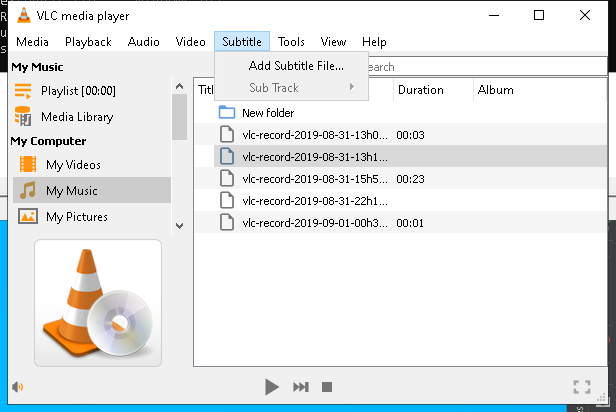 VLC media player
Media Playback Audio Video Subtitle Tools View Help
Add Subtitle File...
Sub Track
My Music
Playlist [00:00]
Media Library
My Computer
My Videos
My Music
My Pictures
Duration Album
New folder
vlc-record-2019-08-31-13h0... 00:03
vlc-record-2019-08-31-13h1...
vlc-record-2019-08-31-15h5... 00:23
vlc-record-2019-08-31-22h1...
vlc-record-2019-09-01-00h3... 00:01